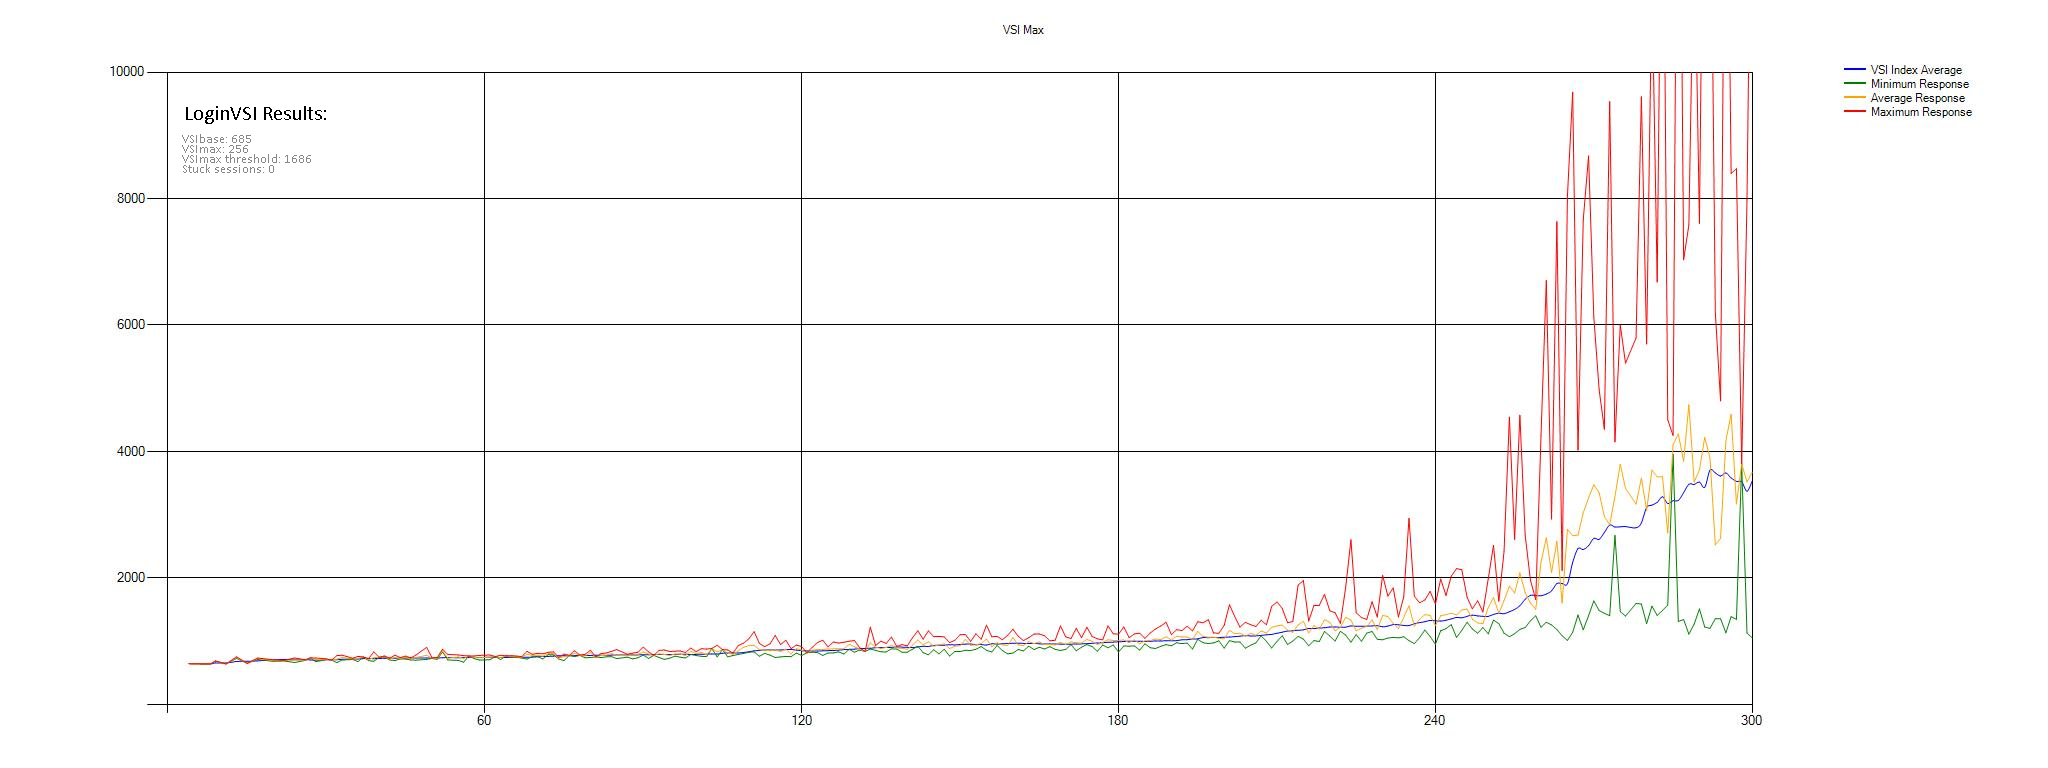 VSI Max
10000
8000
6000
4000
2000
LoginVSI Results:
VSIbase: 685
VSImax: 256
VSImax threshold: 1686
Stuck sessions: 0
60
120
180
240
300
VSI Index Average
Minimum Response
Average Response
Maximum Response